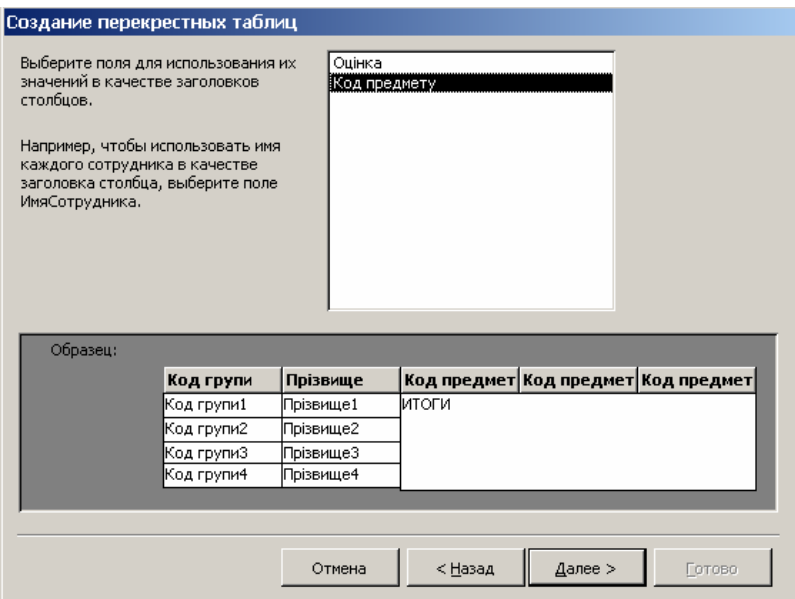 Создание перекрестных таблиц
Выберите поля для использования их
значений в качестве заголовков
столбцов.
Например, чтобы использовать имя
каждого сотрудника в качестве
заголовка столбца, выберите поле
ИмяСотрудника.
Оцінка
Код предмету
Образец:
Код групи Прізвище Код предмет Код предмет Код предмет
Код групи1 Прізвище1 ИТОГИ
Код групи2 Прізвище2
Код групи3 Прізвище3
Код групи4 Прізвище4
Отмена < Назад Далее > Готово